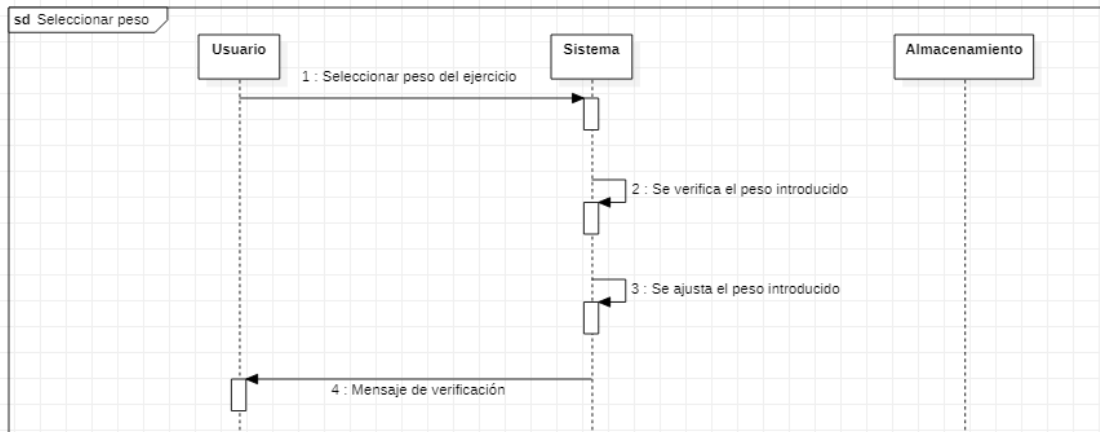 sd Seleccionar peso
Usuario
Sistema
Almacenamiento
1 : Seleccionar peso del ejercicio
2 : Se verifica el peso introducido
3 : Se ajusta el peso introducido
4 : Mensaje de verificación